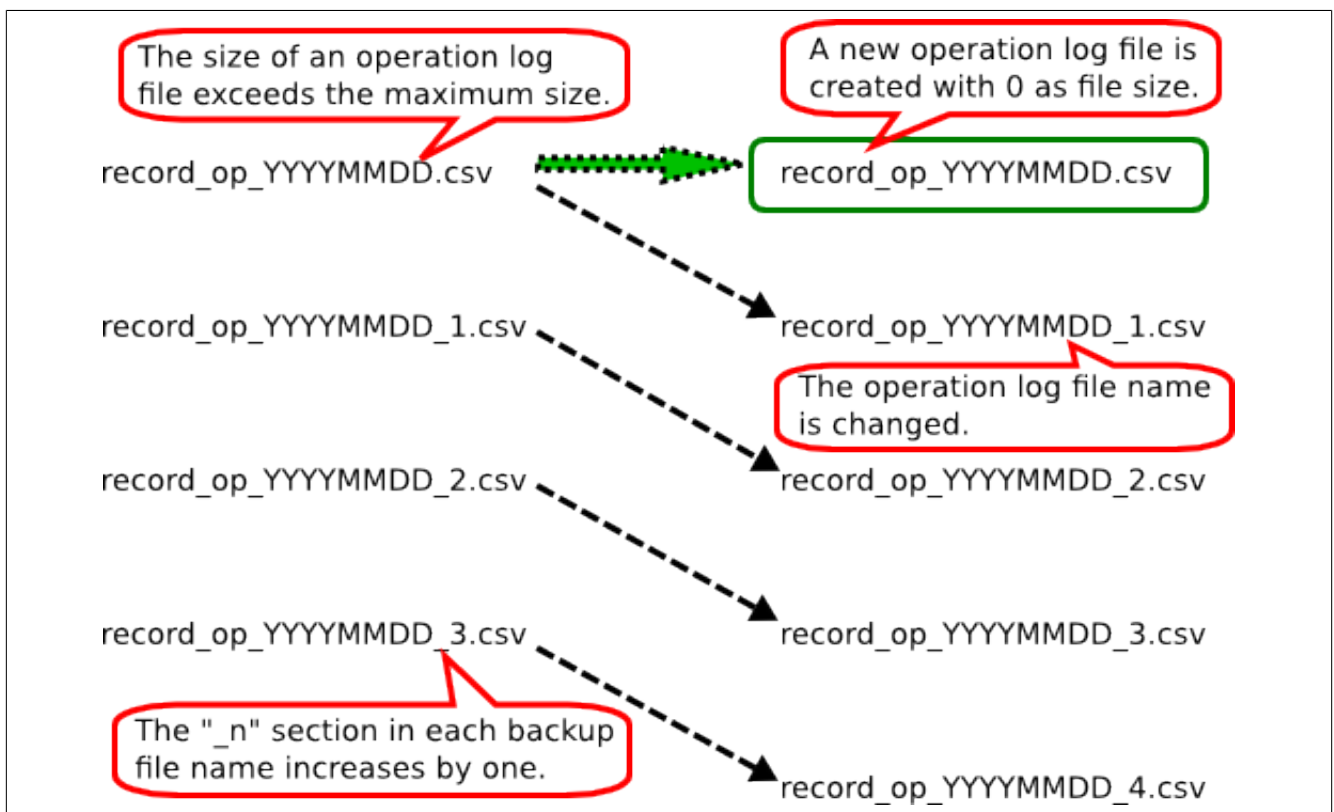 The size of an operation log
file exceeds the maximum size.
A new operation log file is
created with 0 as file size.
record_op_YYYYMMDD.csv
record_op_YYYYMMDD.csv
record_op_YYYYMMDD_1.csv
record_op_YYYYMMDD_1.csv
The operation log file name
is changed.
record_op_YYYYMMDD_2.csv
record_op_YYYYMMDD_2.csv
record_op_YYYYMMDD_3.csv
record_op_YYYYMMDD_3.csv
The "_n" section in each backup
file name increases by one.
record_op_YYYYMMDD_4.csv